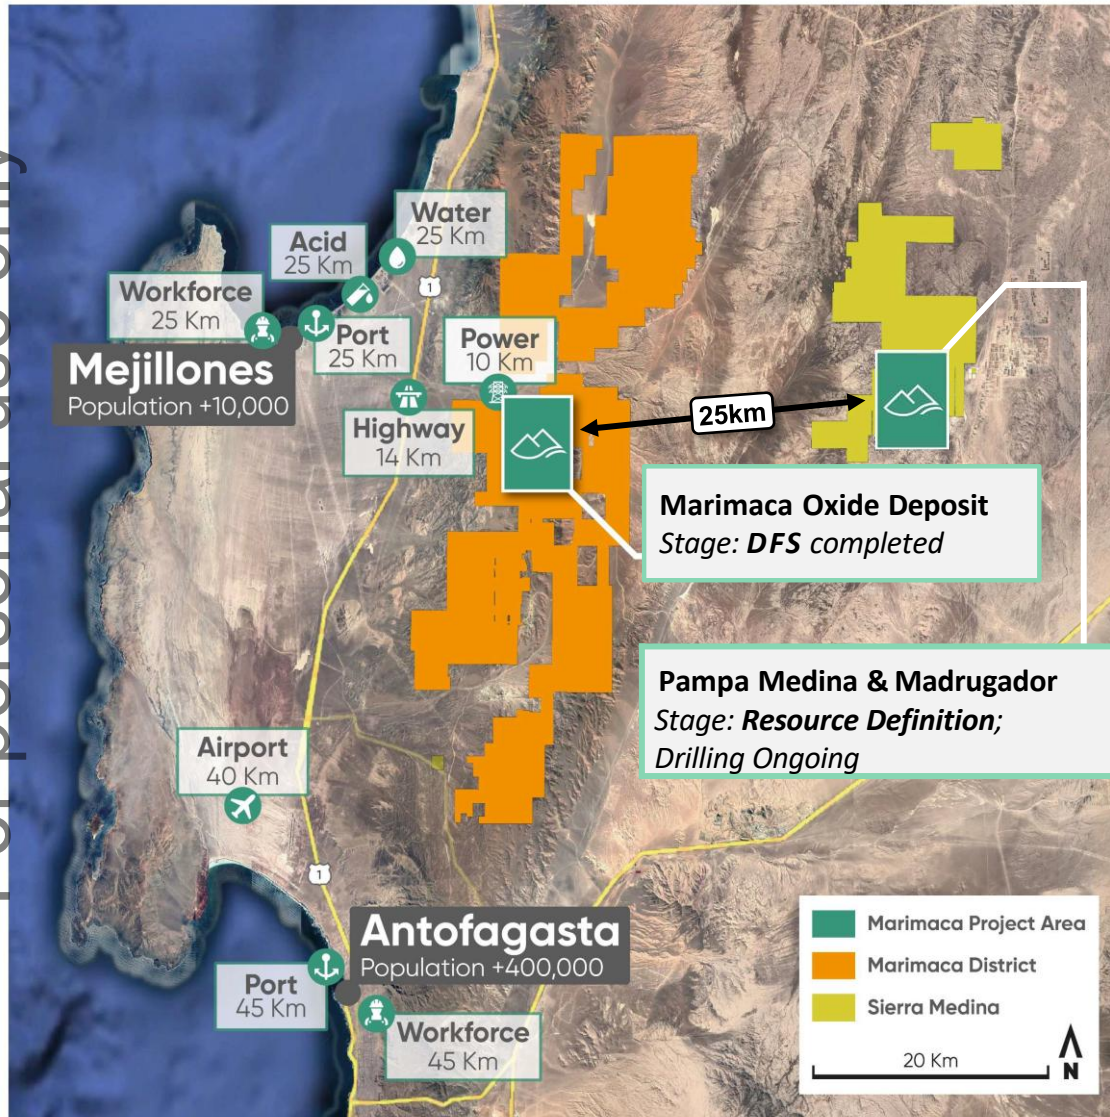 Water
25 Km
Acid
25 Km
Workforce
25 Km
Port
25 Km
Power
10 Km
1
Mejillones
Population +10,000
Highway
14 Km
25km
Marimaca Oxide Deposit
Stage: DFS completed
Pampa Medina & Madrugador
Stage: Resource Definition;
Drilling Ongoing
Airport
40 Km
1
Antofagasta
Population +400,000
Port
45 Km
Workforce
45 Km
Marimaca Project Area
Marimaca District
Sierra Medina
20 Km
N